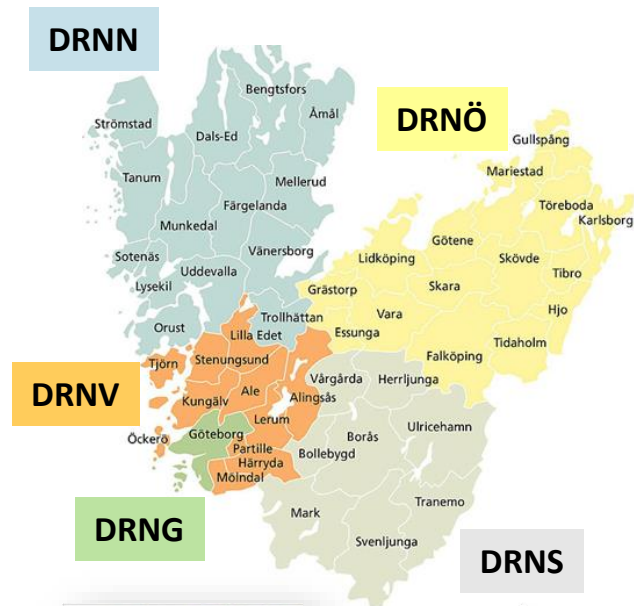 DRNN
Bengtsfors
Åmål
Strömstad
Dals-Ed
DRNÖ
Gullspång
Mariestad
Tanum
Mellerud
Töreboda
Karlsborg
Färgelanda
Munkedal
Götene
Skövde
Vänersborg
Sotenäs
Lidköping
Tibro
Uddevalla
Lysekil
Grästorp
Skara
Hjo
Trollhättan
Vara
Orust
Lilla Edet
Essunga
Tidaholm
Stenungsund
Falköping
Tjörn
Vårgårda
Herrljunga
DRNV
Kungälv
Ale
Alingsås
Lerum
Ulricehamn
Öckerö
Göteborg
Borås
Partille
Bollebygd
Härryda
Mölndal
Tranemo
DRNG
Mark
Svenljunga
DRNS